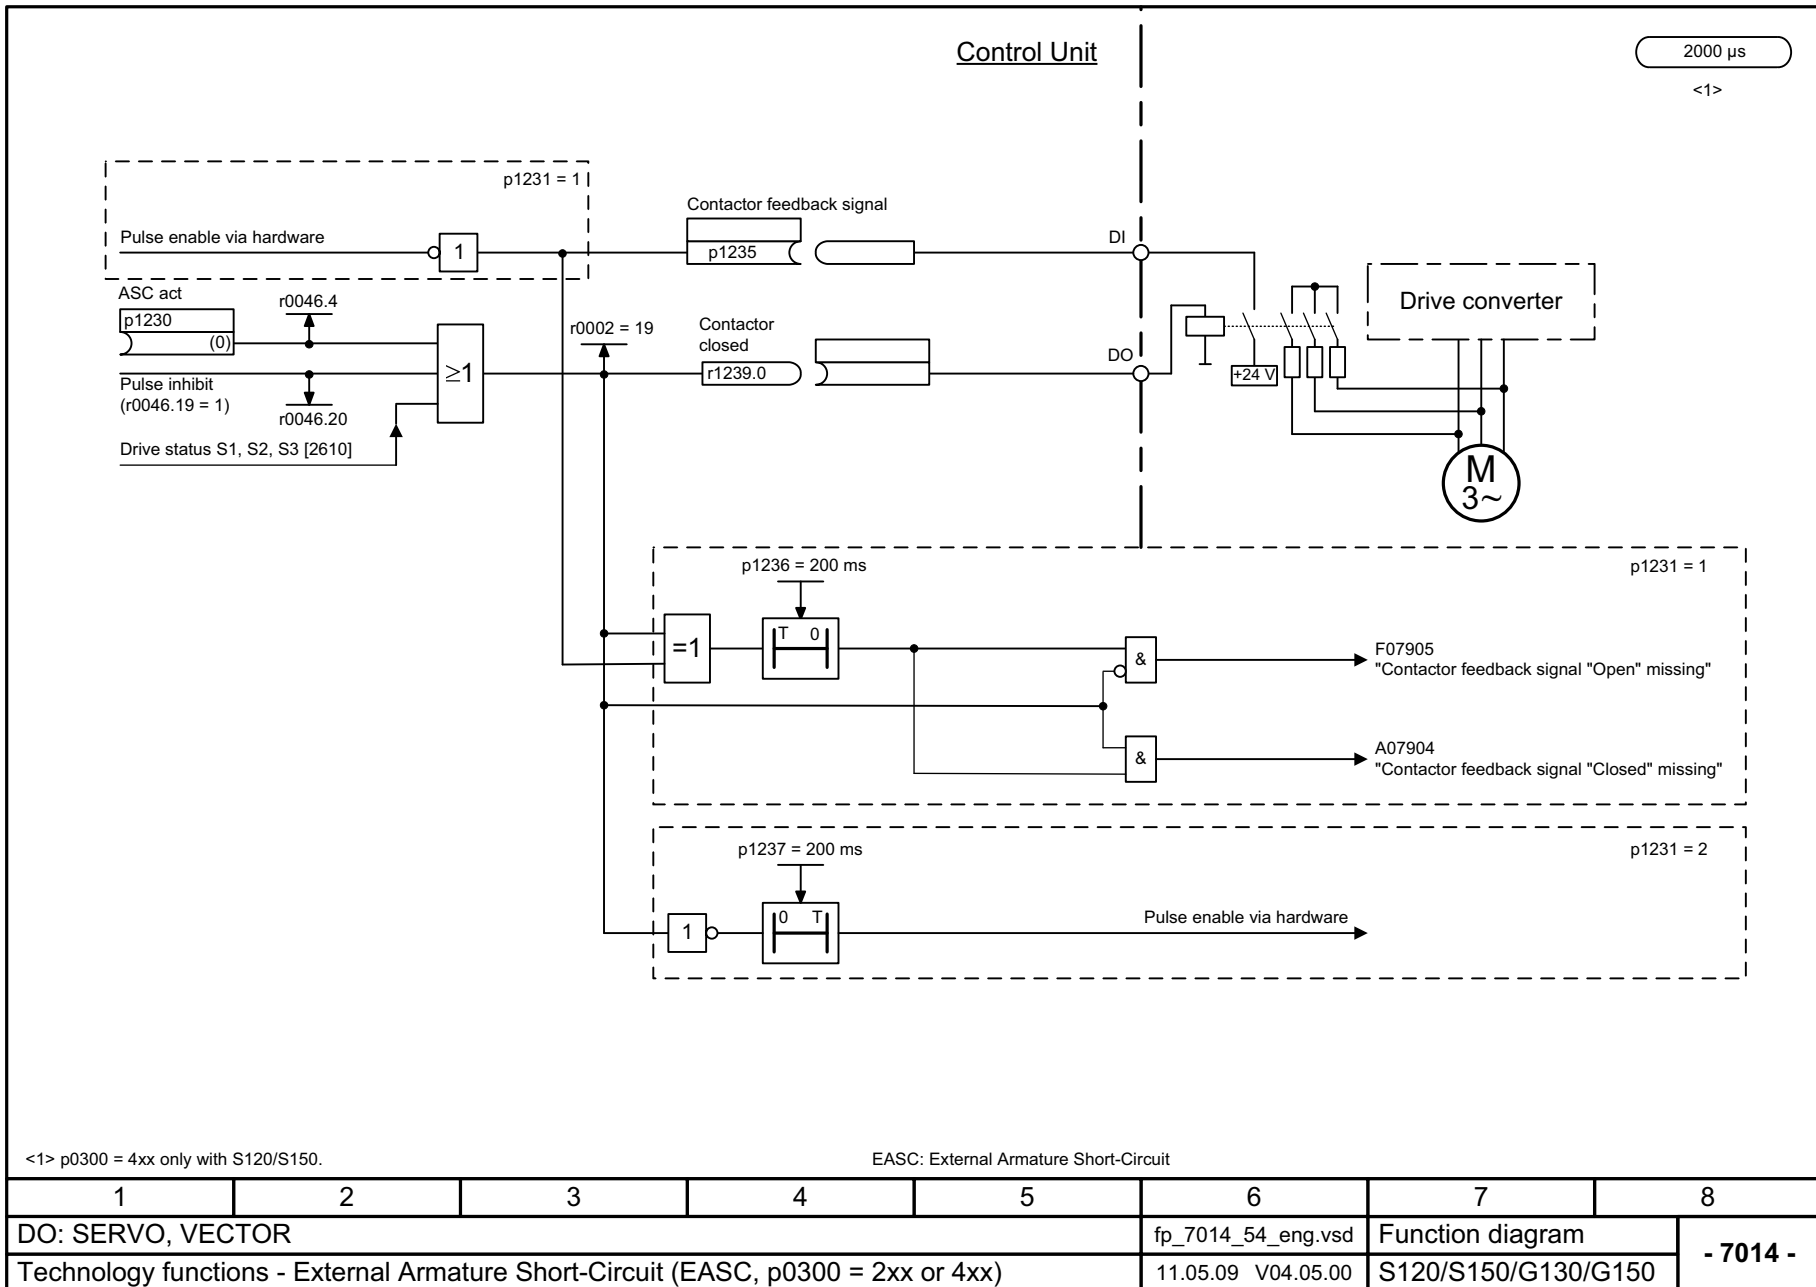 Control Unit
2000 µs
<1>
p1231 = 1
Pulse enable via hardware
1
Contactor feedback signal
p1235
DI
ASC act
p1230
(0)
r0046.4
Pulse inhibit
(r0046.19 = 1)
r0046.20
≥1
Drive status S1, S2, S3 [2610]
r0002 = 19
Contactor
closed
r1239.0
DO
+24 V
Drive converter
M
3~
p1236 = 200 ms
p1231 = 1
=1
T 0
&
F07905
"Contactor feedback signal "Open" missing"
&
A07904
"Contactor feedback signal "Closed" missing"
p1237 = 200 ms
p1231 = 2
1
0 T
Pulse enable via hardware
<1> p0300 = 4xx only with S120/S150.
EASC: External Armature Short-Circuit
1 2 3 4 5 6 7 8
DO: SERVO, VECTOR
fp_7014_54_eng.vsd
Function diagram
- 7014 -
Technology functions - External Armature Short-Circuit (EASC, p0300 = 2xx or 4xx)
11.05.09 V04.05.00
S120/S150/G130/G150